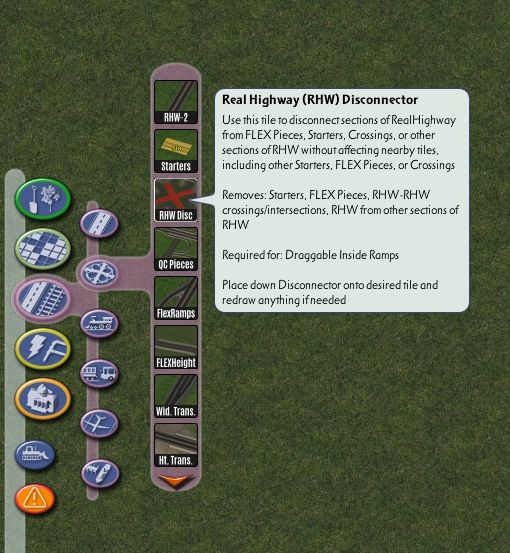 RHW-2
Starters
RHW Disc
QC Pieces
FlexRamps
FLEXHeight
Wid. Trans.
Ht. Trans.
Real Highway (RHW) Disconnector
Use this tile to disconnect sections of RealHighway
from FLEX Pieces, Starters, Crossings, or other
sections of RHW without affecting nearby tiles,
including other Starters, FLEX Pieces, or Crossings
Removes: Starters, FLEX Pieces, RHW-RHW
crossings/intersections, RHW from other sections of
RHW
Required for: Draggable Inside Ramps
Place down Disconnector onto desired tile and
redraw anything if needed